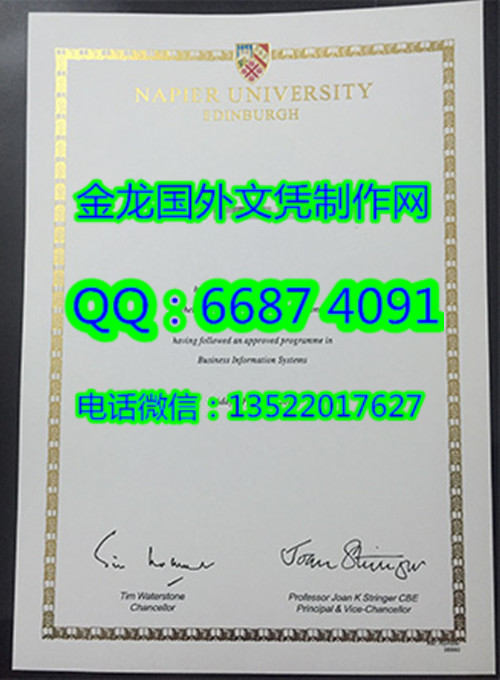 NAPIER UNIVERSITY
EDINBURGH
金龙国外文凭制作网
QQ：6687 4091
having followed an approved programme in
Business Information Systems
电话微信：13522017627
Tim Waterstone
Chancellor
Joan Stringer
Professor Joan K Stringer CBE
Principal & Vice-Chancellor